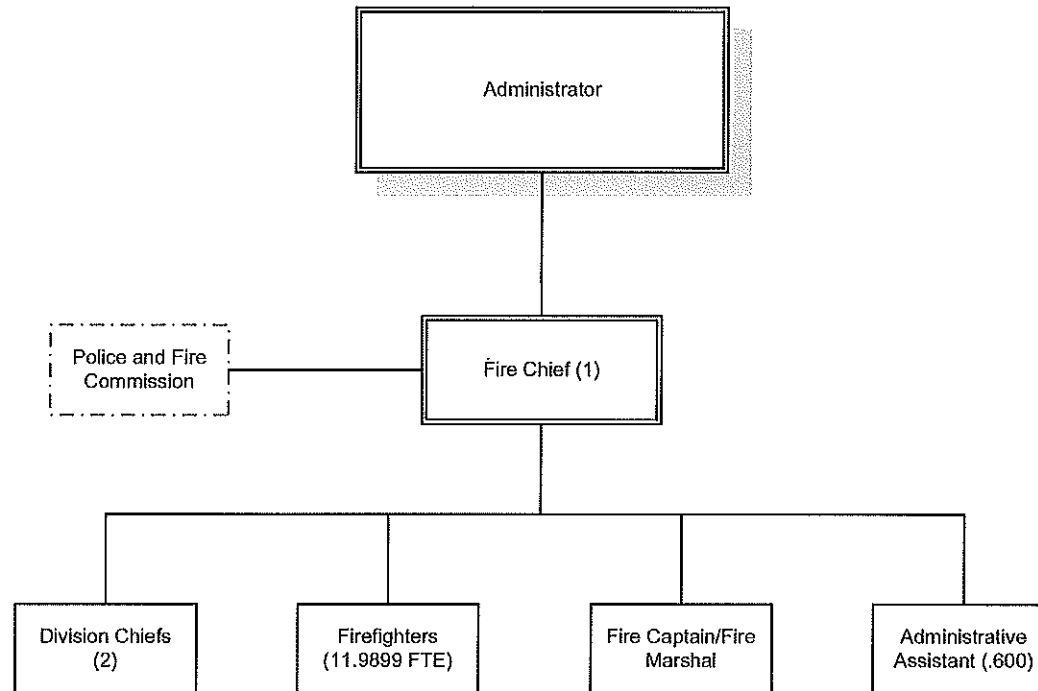 Administrator
Police and Fire
Commission
Fire Chief (1)
Division Chiefs
(2)
Firefighters
(11.9899 FTE)
Fire Captain/Fire
Marshal
Administrative
Assistant (.600)